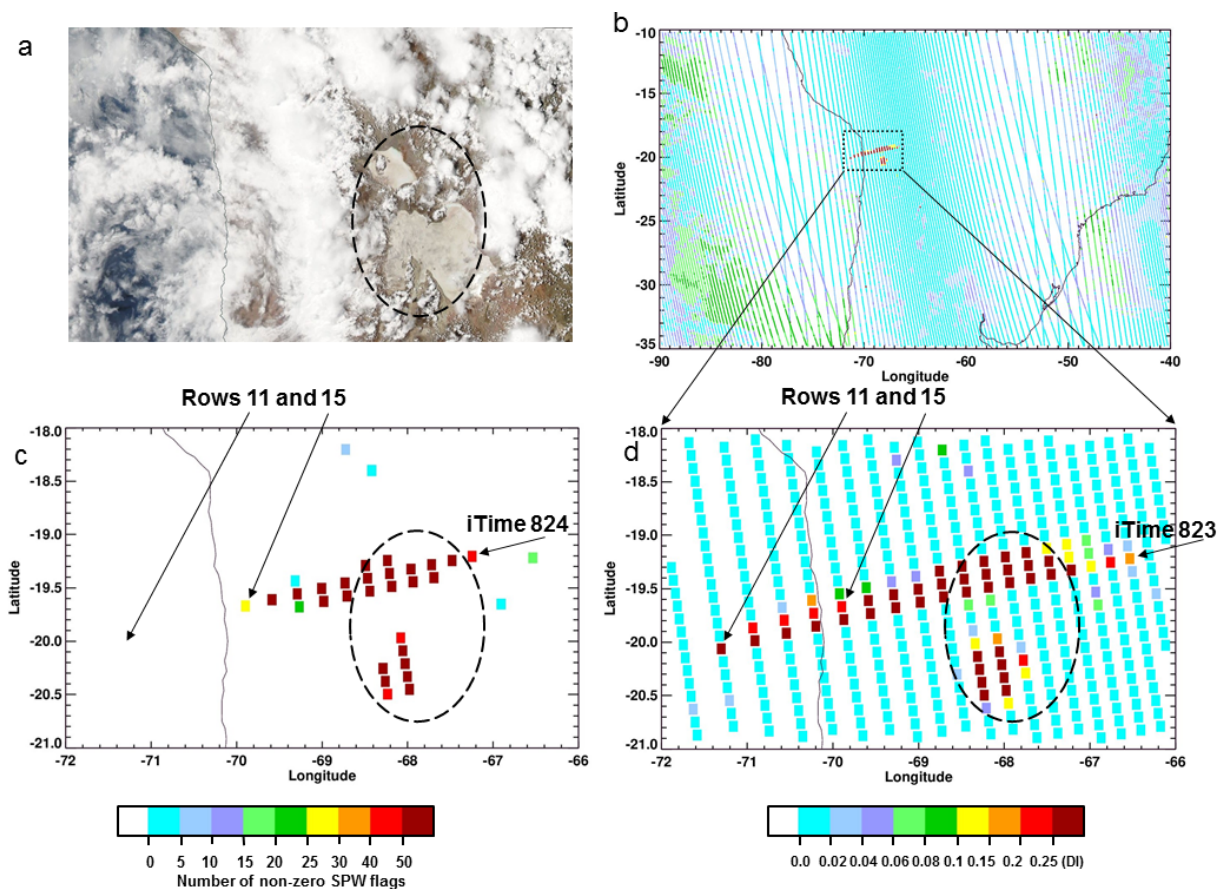 a
b
-10
-15
-20
-25
-30
-35
Latitude
-90 -80 -70 -60 -50 -40
Longitude
Rows 11 and 15
Rows 11 and 15
c
-18.0
-18.5
-19.0
-19.5
-20.0
-20.5
-21.0
Latitude
iTime 824
-72 -71 -70 -69 -68 -67 -66
Longitude
d
-18.0
-18.5
-19.0
-19.5
-20.0
-20.5
-21.0
Latitude
iTime 823
-72 -71 -70 -69 -68 -67 -66
Longitude
0 5 10 15 20 25 30 40 50
Number of non-zero SPW flags
0.0 0.02 0.04 0.06 0.08 0.1 0.15 0.2 0.25 (DI)